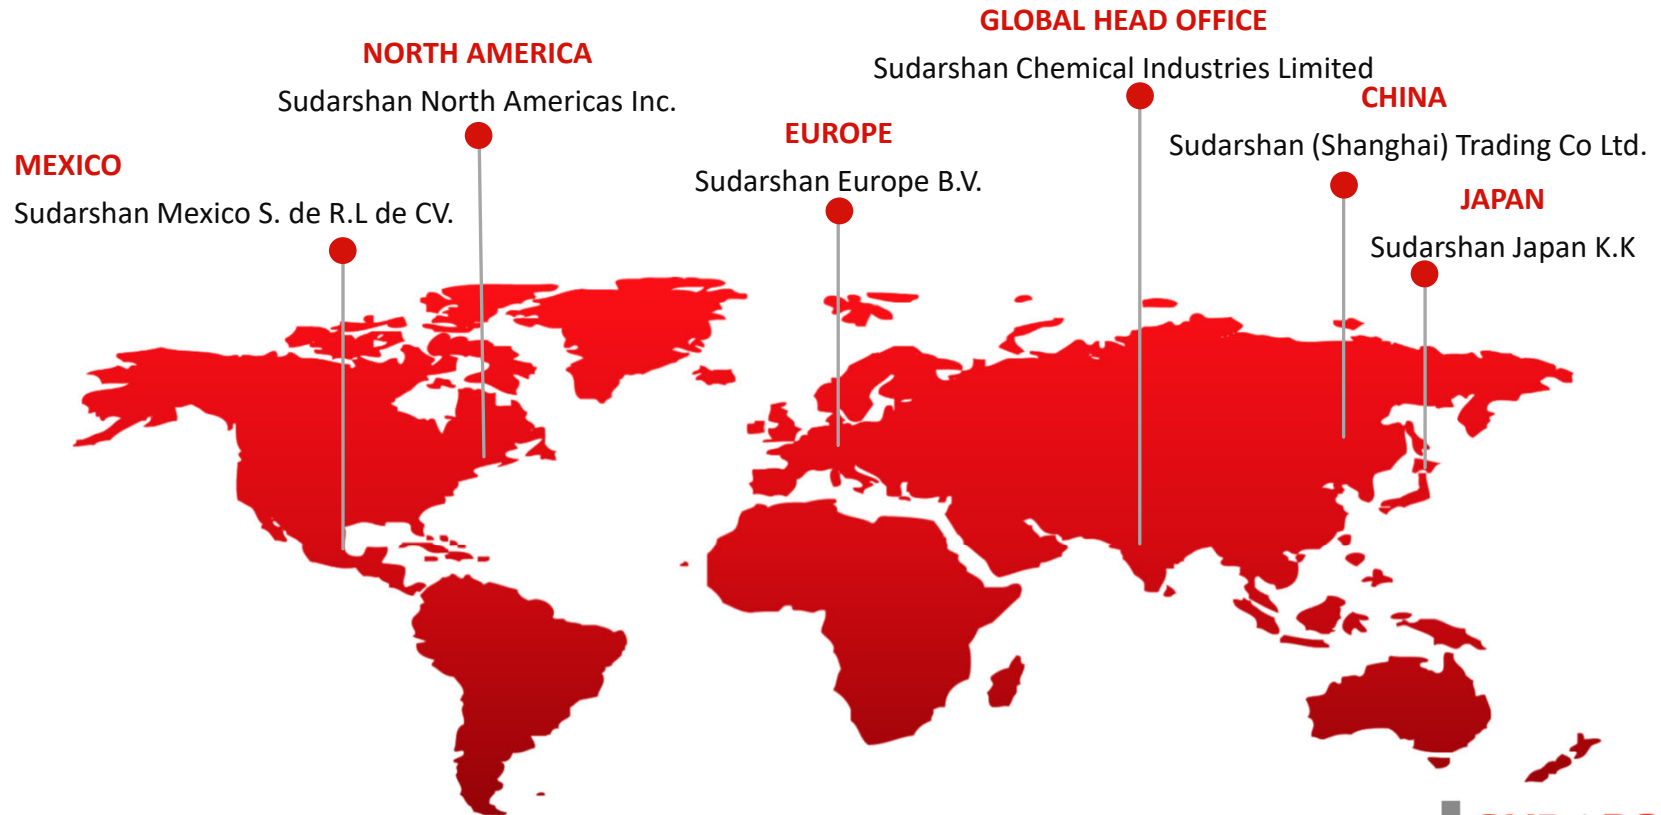 GLOBAL HEAD OFFICE
Sudarshan Chemical Industries Limited
NORTH AMERICA
Sudarshan North Americas Inc.
CHINA
Sudarshan (Shanghai) Trading Co Ltd.
EUROPE
Sudarshan Europe B.V.
MEXICO
Sudarshan Mexico S. de R.L de CV.
JAPAN
Sudarshan Japan K.K